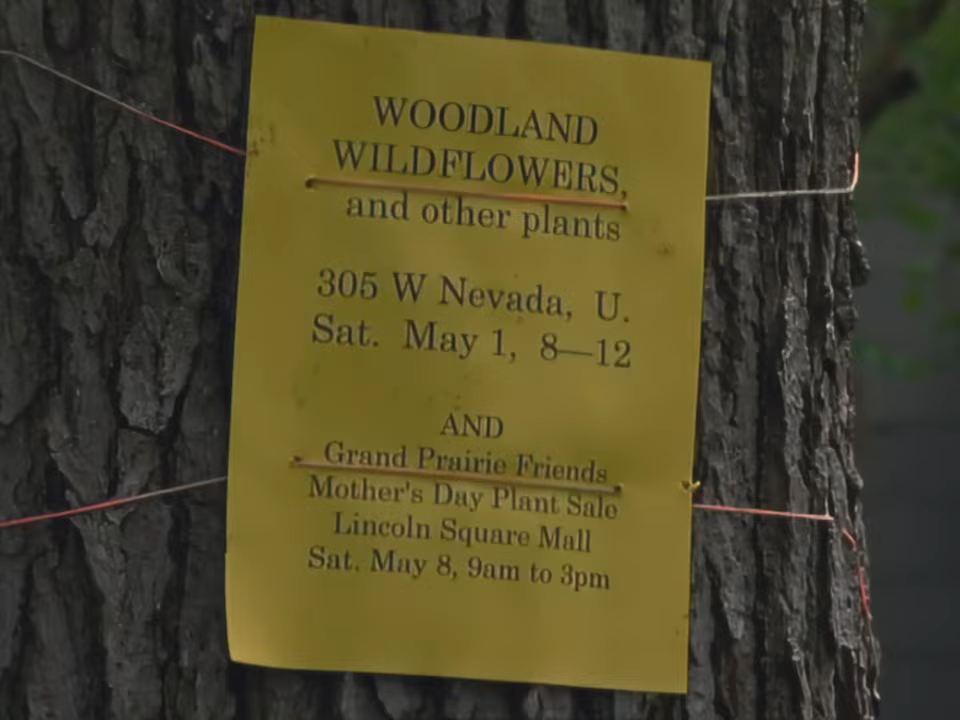 WOODLAND
WILDFLOWERS,
and other plants
305 W Nevada, U.
Sat. May 1, 8—12
AND
Grand Prairie Friends
Mother's Day Plant Sale
Lincoln Square Mall
Sat. May 8, 9am to 3pm